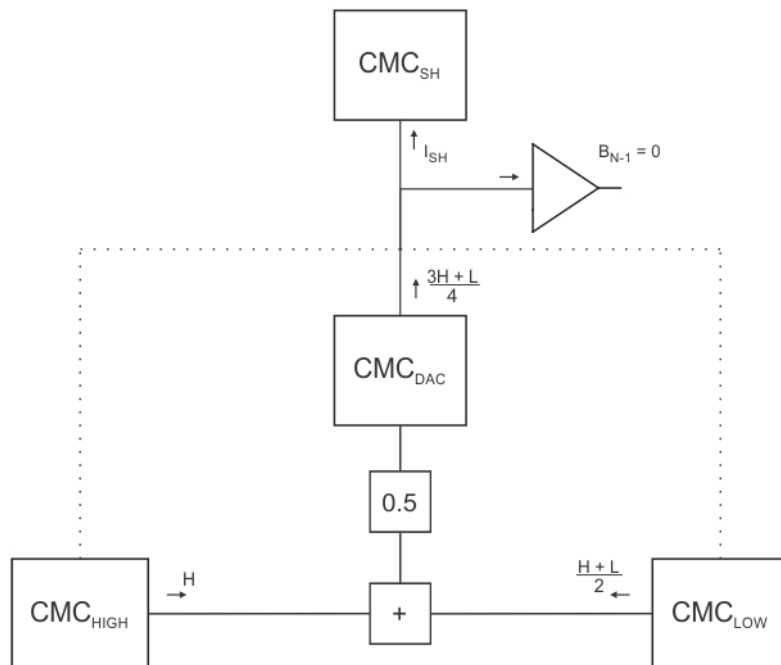 CMC_SH
I_SH
B_N-1 = 0
3H + L
4
CMC_DAC
0.5
H
H + L
2
CMC_HIGH
+
CMC_LOW